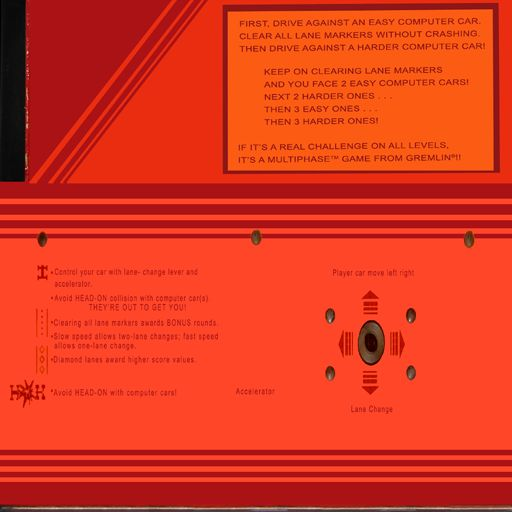 FIRST, DRIVE AGAINST AN EASY COMPUTER CAR.
CLEAR ALL LANE MARKERS WITHOUT CRASHING.
THEN DRIVE AGAINST A HARDER COMPUTER CAR!
KEEP ON CLEARING LANE MARKERS
AND YOU FACE 2 EASY COMPUTER CARS!
NEXT 2 HARDER ONES . . .
THEN 3 EASY ONES . . .
THEN 3 HARDER ONES!
IF IT'S A REAL CHALLENGE ON ALL LEVELS,
IT'S A MULTIPHASE™ GAME FROM GREMLIN®!!
•Control your car with lane- change lever and
accelerator.
•Avoid HEAD-ON collision with computer car(s).
THEY'RE OUT TO GET YOU!
•Clearing all lane markers awards BONUS rounds.
•Slow speed allows two-lane changes; fast speed
allows one-lane change.
•Diamond lanes award higher score values.
*Avoid HEAD-ON with computer cars!
Accelerator
Player car move left right
Lana Change